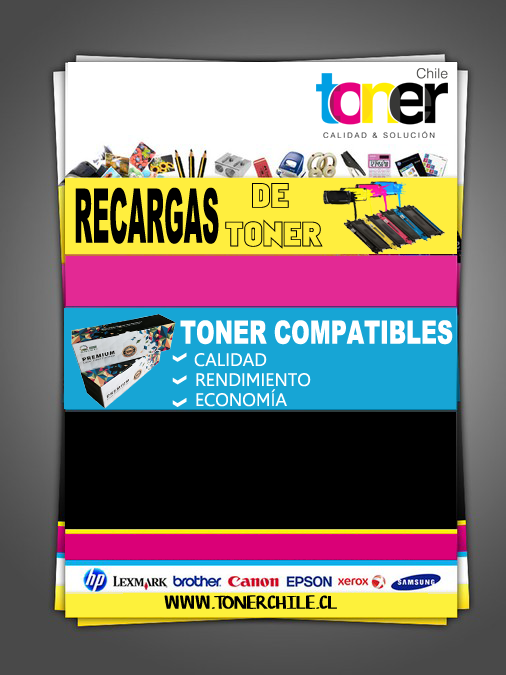 Chile
toner
CALIDAD & SOLUCIÓN
RECARGAS
DE
TONER
TONER COMPATIBLES
CALIDAD
RENDIMIENTO
ECONOMÍA
PREMIUM
PREMIUM
hp LEXMARK brother Canon EPSON xerox SAMSUNG
WWW.TONERCHILE.CL